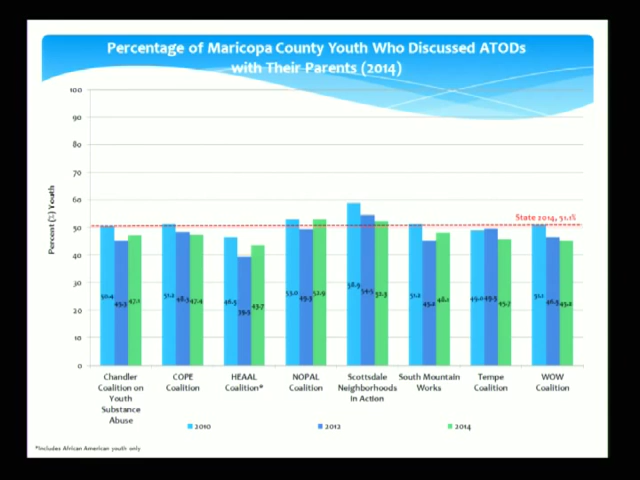 Percentage of Maricopa County Youth Who Discussed ATODs
with Their Parents (2014)
100
90
80
70
60
50
40
30
20
10
0
Percent (%) Youth
State 2014, 51.1%
50.4 45.3 47.2
51.2 48.5 47.4
46.5 39.5 43.7
53.0 49.3 52.9
58.9 54.5 52.3
51.2 45.2 48.1
49.0 49.5 45.7
51.1 46.5 45.2
Chandler
Coalition on
Youth
Substance
Abuse
COPE
Coalition
HEAAL
Coalition*
NOPAL
Coalition
Scottsdale
Neighborhoods
In Action
South Mountain
Works
Tempe
Coalition
WOW
Coalition
2010
2012
2014
*Includes African American youth only